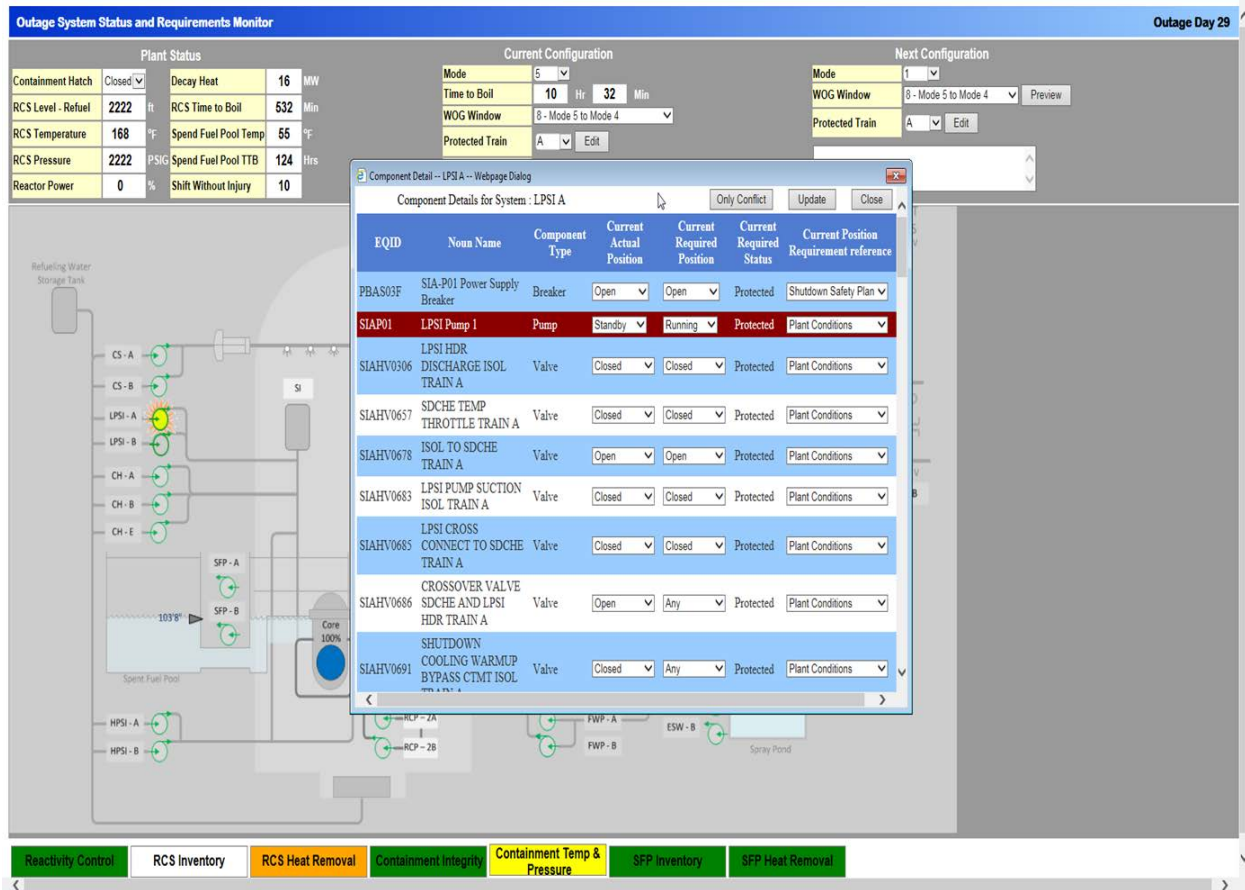 Outage System Status and Requirements Monitor
Outage Day 29
Plant Status
Current Configuration
Next Configuration
Containment Hatch Closed Decay Heat 16 MW
RCS Level - Refuel 2222 ft RCS Time to Boil 532 Min
RCS Temperature 168 °F Spend Fuel Pool Temp 55 °F
RCS Pressure 2222 PSIG Spend Fuel Pool TTB 124 Hrs
Reactor Power 0 % Shift Without Injury 10
Mode 5
Time to Boil 10 Hr 32 Min
WOG Window 8 - Mode 5 to Mode 4
Protected Train A Edit
Mode 1
WOG Window 8 - Mode 5 to Mode 4 Preview
Protected Train A Edit
Component Detail -- LPSI A -- Webpage Dialog
Component Details for System : LPSI A
Only Conflict Update Close
EQID Noun Name Component Type Current Actual Position Current Required Position Current Required Status Current Position Requirement reference
PBAS03F SIA-P01 Power Supply Breaker Breaker Open Open Protected Shutdown Safety Plan
SIAP01 LPSI Pump 1 Pump Standby Running Protected Plant Conditions
SIAHV0306 LPSI HDR DISCHARGE ISOL TRAIN A Valve Closed Closed Protected Plant Conditions
SIAHV0657 SDCHE TEMP THROTTLE TRAIN A Valve Closed Closed Protected Plant Conditions
SIAHV0678 ISOL TO SDCHE TRAIN A Valve Open Open Protected Plant Conditions
SIAHV0683 LPSI PUMP SUCTION ISOL TRAIN A Valve Closed Closed Protected Plant Conditions
SIAHV0685 LPSI CROSS CONNECT TO SDCHE TRAIN A Valve Closed Closed Protected Plant Conditions
SIAHV0686 CROSSOVER VALVE SDCHE AND LPSI HDR TRAIN A Valve Open Any Protected Plant Conditions
SIAHV0691 SHUTDOWN COOLING WARMUP BYPASS CTMT ISOL TRAIN A Valve Closed Any Protected Plant Conditions
Refueling Water
Storage Tank
CS - A
CS - B
LPSI - A
LPSI - B
CH - A
CH - B
CH - E
SI
SFP - A
SFP - B
103'8"
Core
100%
Spent Fuel Pool
HPSI - A
HPSI - B
RCP – 2A
RCP – 2B
FWP - A
FWP - B
ESW - B
Spray Pond
B
Reactivity Control
RCS Inventory
RCS Heat Removal
Containment Integrity
Containment Temp &
Pressure
SFP Inventory
SFP Heat Removal